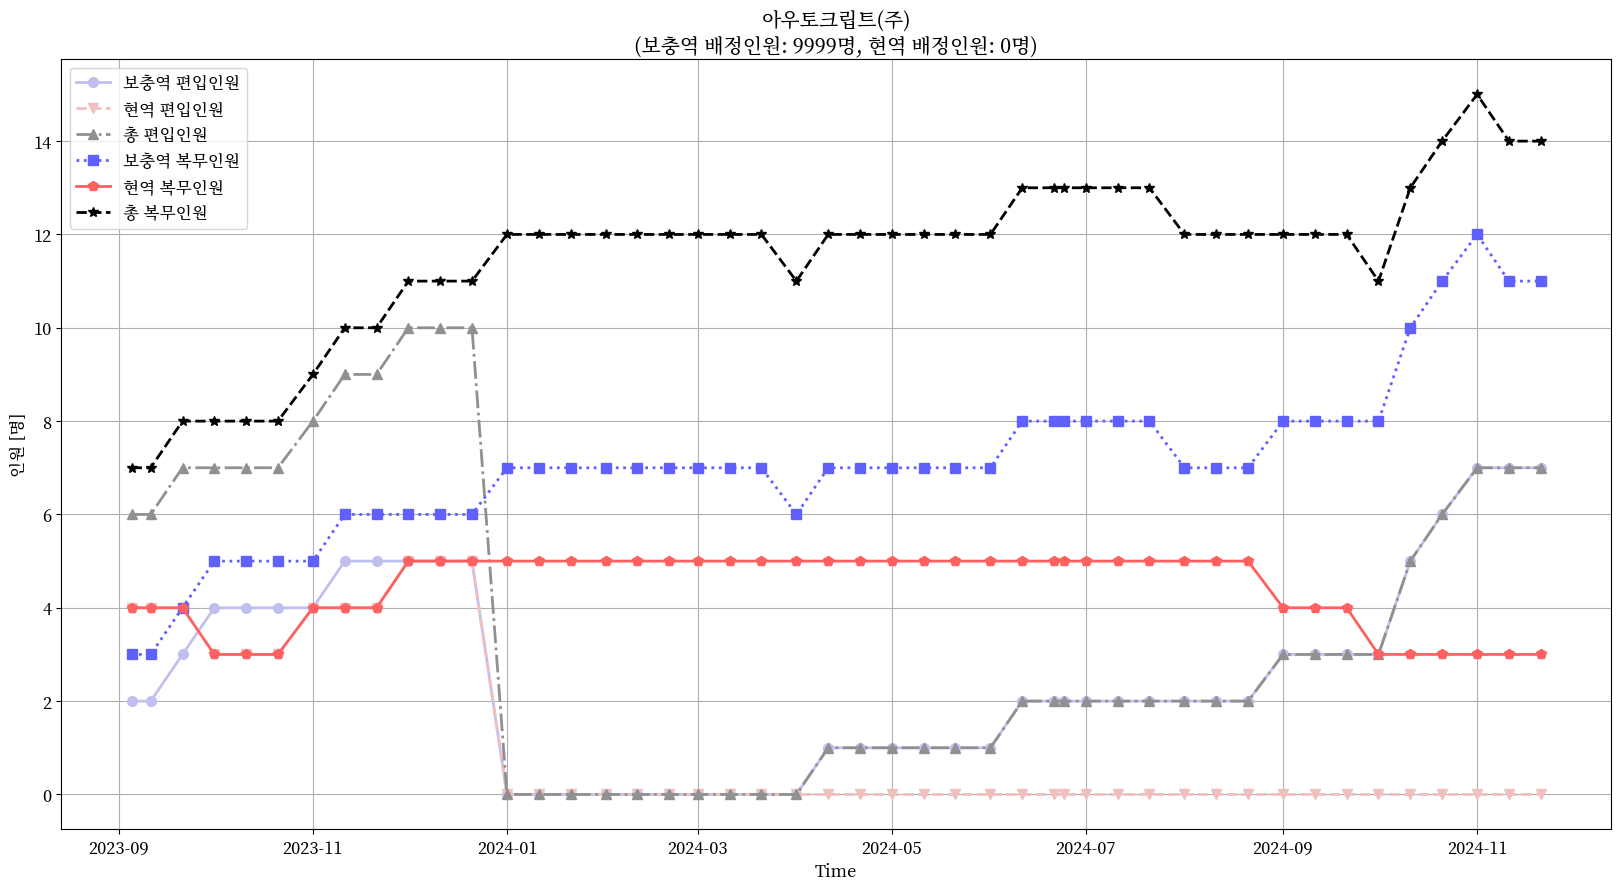 아우토크립트(주)
(보충역 배정인원: 9999명, 현역 배정인원: 0명)
보충역 편입인원
현역 편입인원
총 편입인원
보충역 복무인원
현역 복무인원
총 복무인원
인원 [명]
14
12
10
8
6
4
2
0
2023-09
2023-11
2024-01
2024-03
2024-05
2024-07
2024-09
2024-11
Time